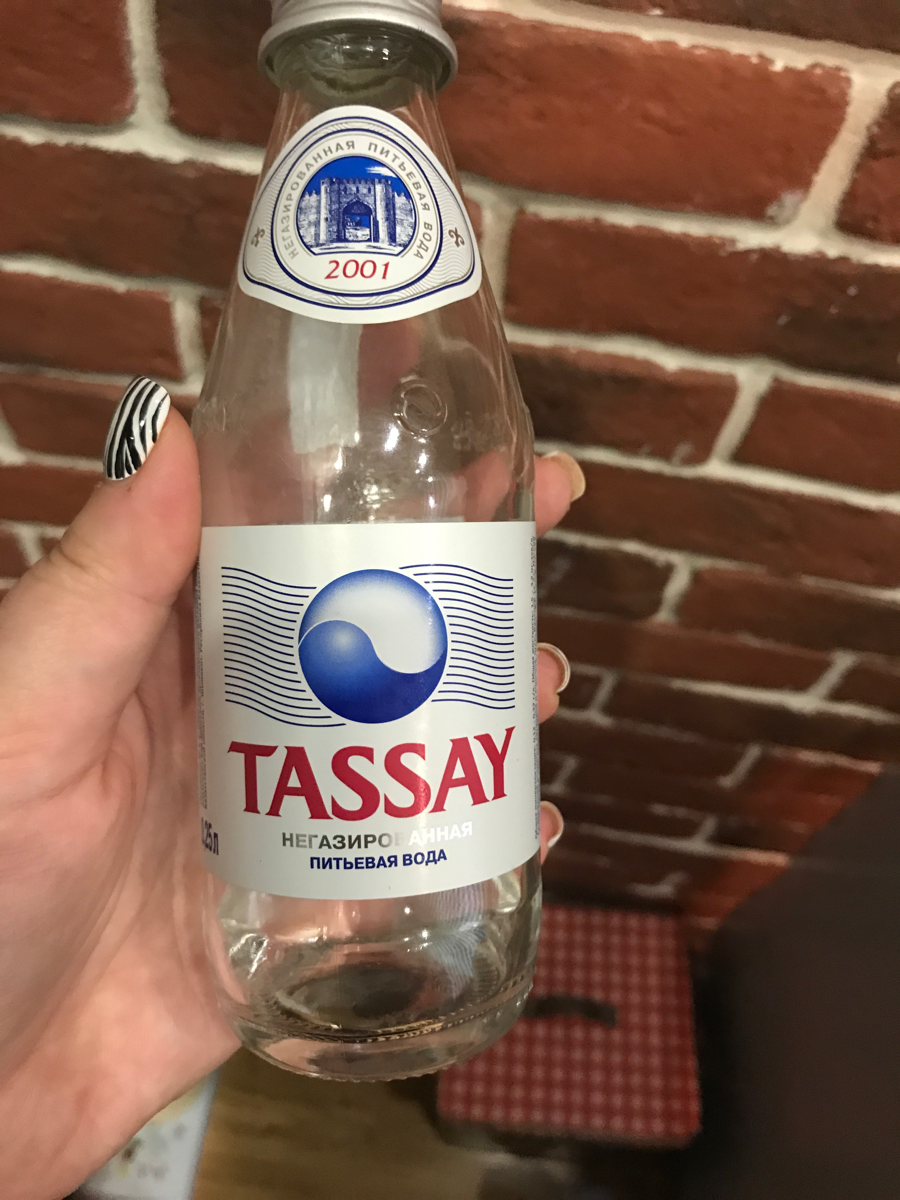 НЕГАЗИРОВАННАЯ ПИТЬЕВАЯ ВОДА
2001
TASSAY
НЕГАЗИРОВАННАЯ
ПИТЬЕВАЯ ВОДА